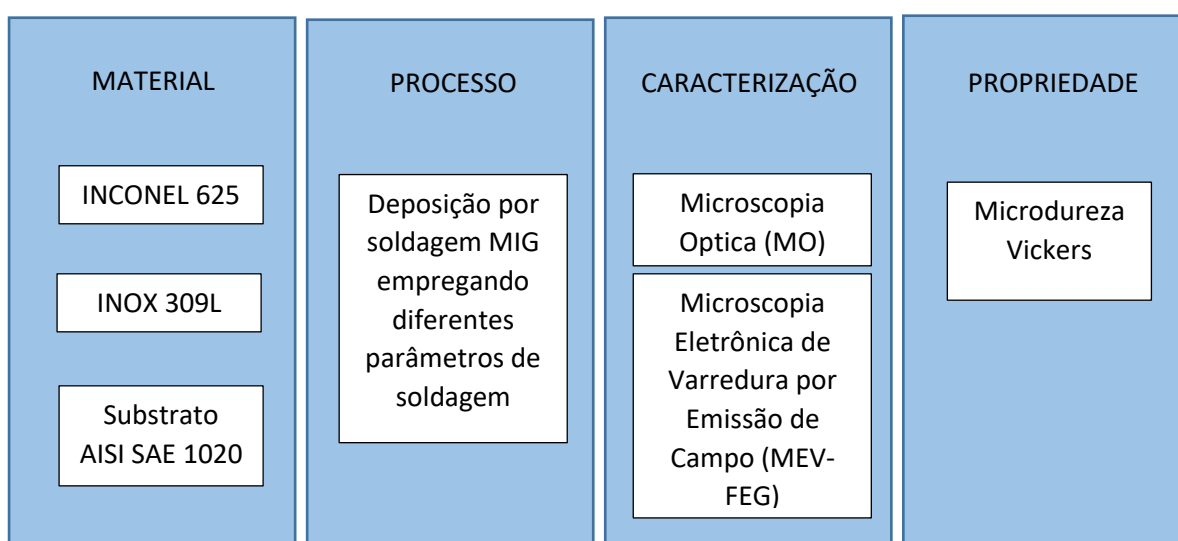 MATERIAL
INCONEL 625
INOX 309L
Substrato
AISI SAE 1020
PROCESSO
Deposição por
soldagem MIG
empregando
diferentes
parâmetros de
soldagem
CARACTERIZAÇÃO
Microscopia
Optica (MO)
Microscopia
Eletrônica de
Varredura por
Emissão de
Campo (MEV-
FEG)
PROPRIEDADE
Microdureza
Vickers